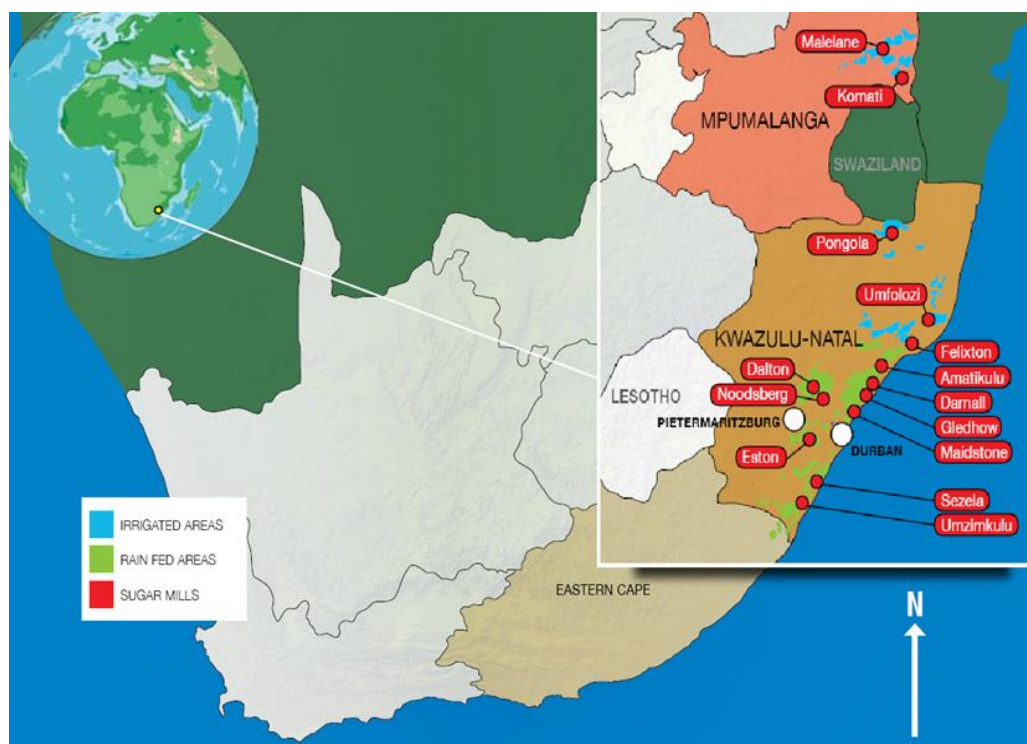 Malelane
Komati
MPUMALANGA
SWAZILAND
Pongola
Umfolozi
KWAZULU-NATAL
Felixton
Dalton
Amatikulu
LESOTHO
Noodsberg
Darnall
Gledhow
PIETERMARITZBURG
Maidstone
Eaton
DURBAN
Sezela
Umzimkulu
IRRIGATED AREAS
RAIN FED AREAS
SUGAR MILLS
EASTERN CAPE
N